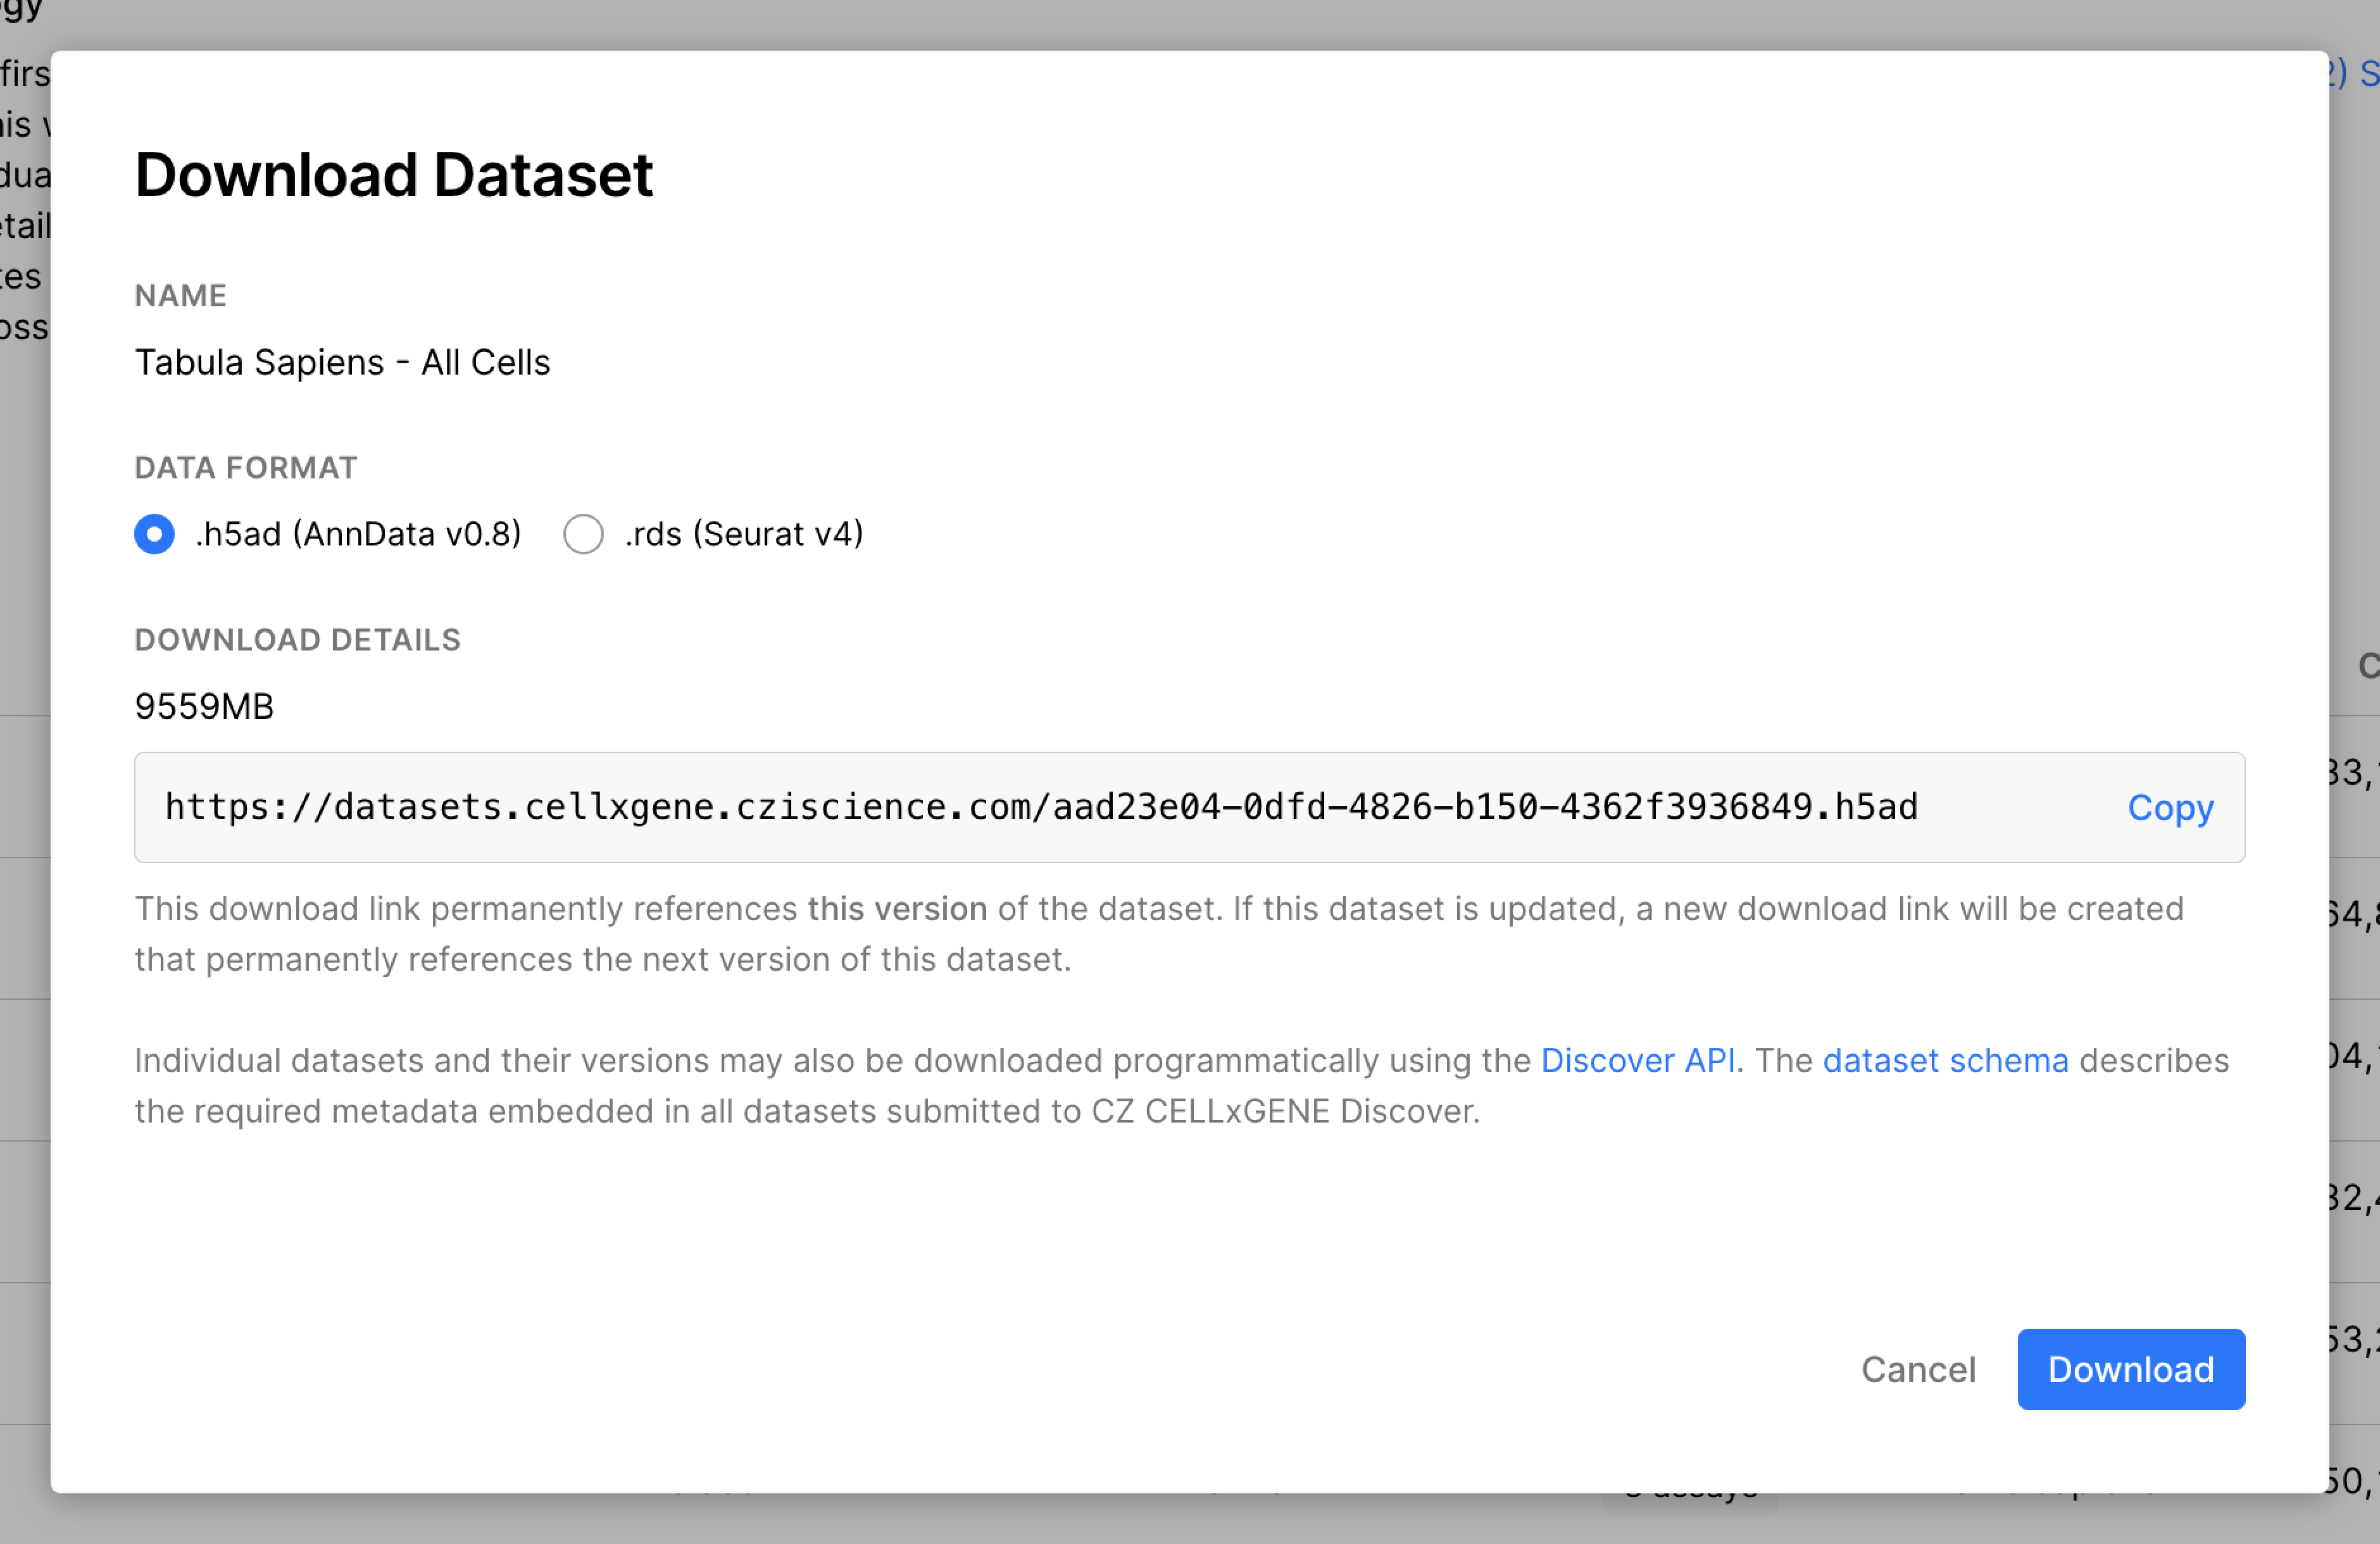 Download Dataset
NAME
Tabula Sapiens - All Cells
DATA FORMAT
.h5ad (AnnData v0.8) .rds (Seurat v4)
DOWNLOAD DETAILS
9559MB
https://datasets.cellxgene.cziscience.com/aad23e04-0dfd-4826-b150-4362f3936849.h5ad Copy
This download link permanently references this version of the dataset. If this dataset is updated, a new download link will be created
that permanently references the next version of this dataset.
Individual datasets and their versions may also be downloaded programmatically using the Discover API. The dataset schema describes
the required metadata embedded in all datasets submitted to CZ CELLxGENE Discover.
Cancel Download